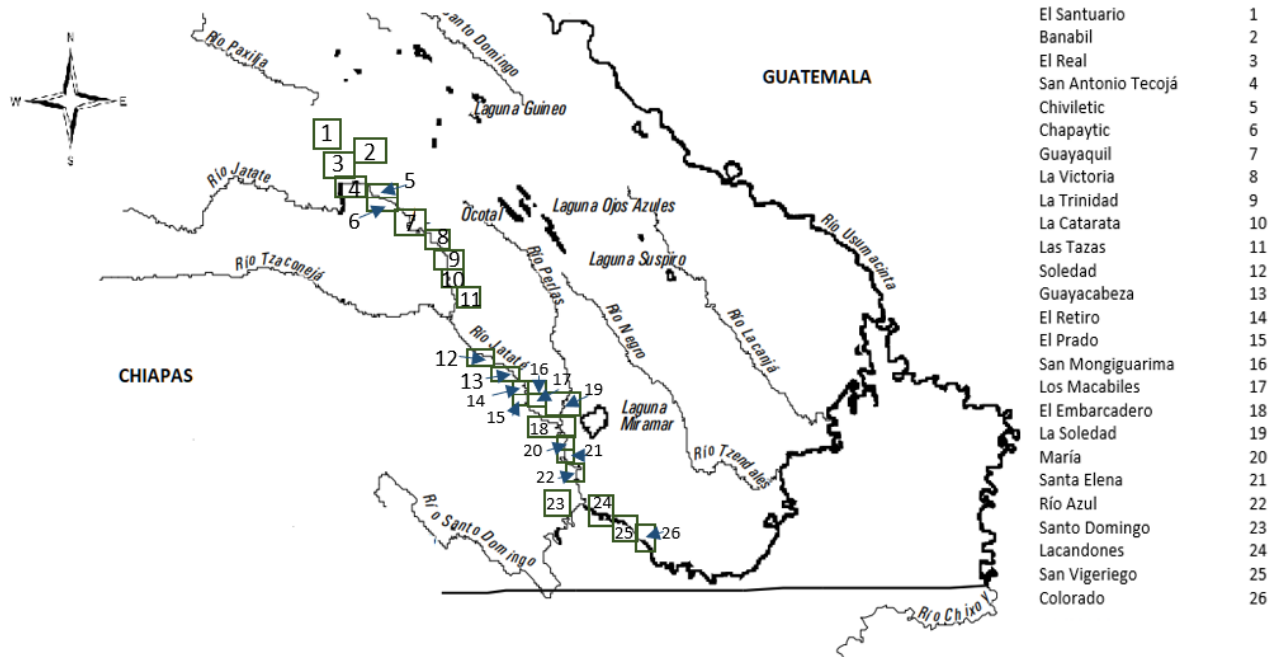 Santo Domingo
Río Paxilja
N
W
E
S
GUATEMALA
Laguna Guineo
1
2
3
4
5
6
7
8
9
10
11
Río Jatate
Río Tzaconejá
Ocotal
Laguna Ojos Azules
Laguna Suspiro
Río Usumacinta
Río Perlas
Río Negro
Río Lacanjá
Río Jataté
CHIAPAS
12
13
14
15
16
17
18
19
20
21
22
23
24
25
26
Laguna
Miramar
Río Tzendales
Río Santo Domingo
Río Chixoy
El Santuario 1
Banabil 2
El Real 3
San Antonio Tecojá 4
Chiviletic 5
Chapaytic 6
Guayaquil 7
La Victoria 8
La Trinidad 9
La Catarata 10
Las Tazas 11
Soledad 12
Guayacabeza 13
El Retiro 14
El Prado 15
San Mongiguarima 16
Los Macabiles 17
El Embarcadero 18
La Soledad 19
María 20
Santa Elena 21
Río Azul 22
Santo Domingo 23
Lacandones 24
San Vigeriego 25
Colorado 26